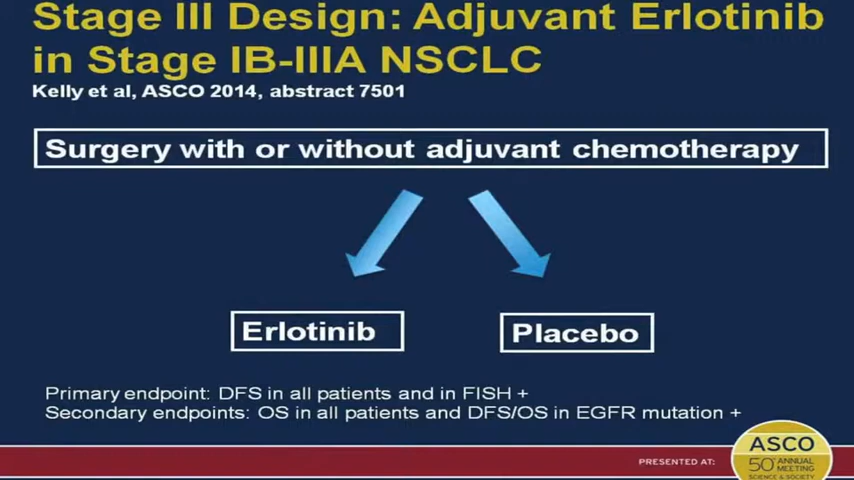 Stage III Design: Adjuvant Erlotinib
in Stage IB-IIIA NSCLC
Kelly et al, ASCO 2014, abstract 7501
Surgery with or without adjuvant chemotherapy
Erlotinib
Placebo
Primary endpoint: DFS in all patients and in FISH +
Secondary endpoints: OS in all patients and DFS/OS in EGFR mutation +
PRESENTED AT:
ASCO
50th ANNUAL
MEETING
SCIENCE & SOCIETY